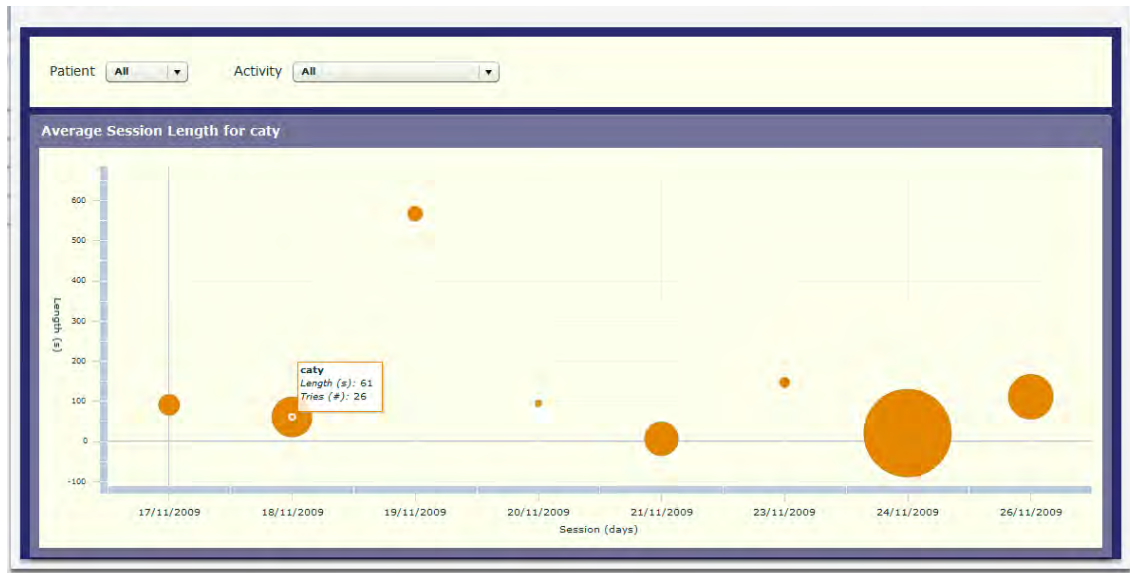 Patient All Activity All
Average Session Length for caty
600
500
400
300
200
100
0
-100
Length (s)
caty
Length (s): 61
Tries (#): 26
17/11/2009 18/11/2009 19/11/2009 20/11/2009 21/11/2009 23/11/2009 24/11/2009 26/11/2009
Session (days)